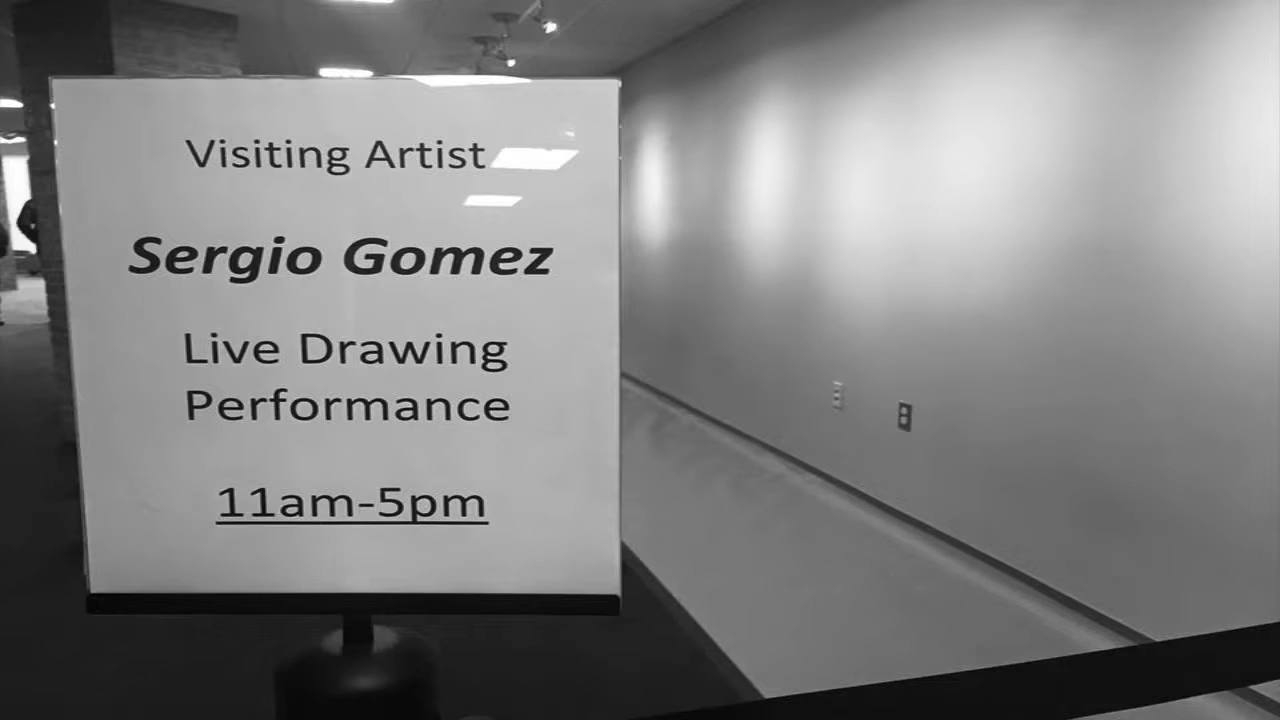 Visiting Artist
Sergio Gomez
Live Drawing
Performance
11am-5pm